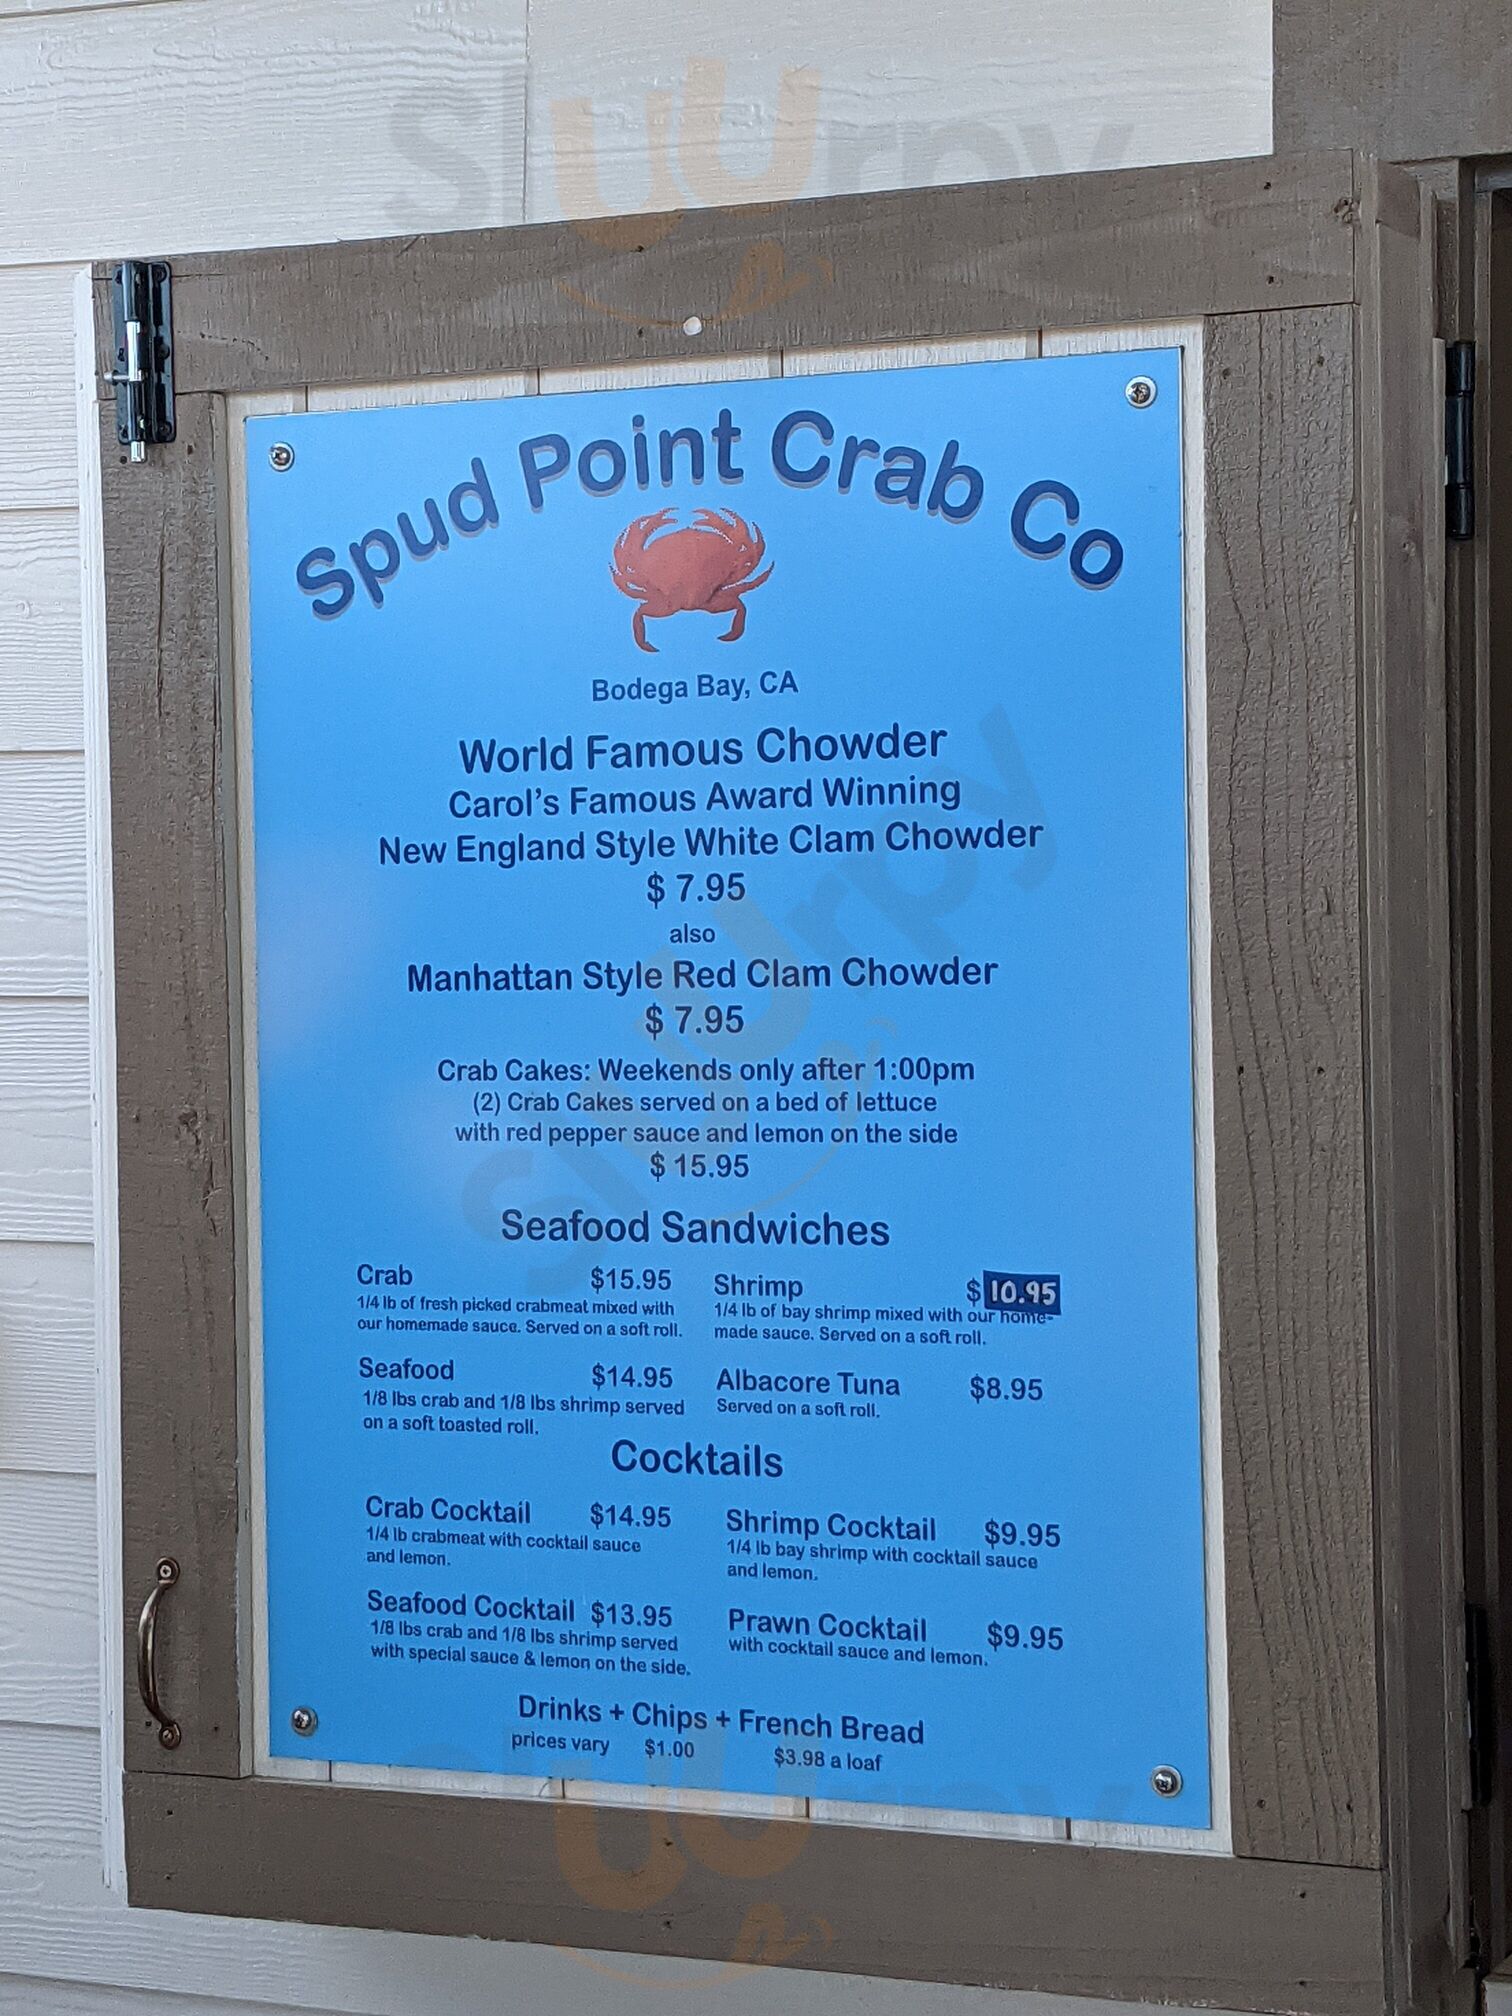 Slurpy
Spud Point Crab Co
Bodega Bay, CA
World Famous Chowder
Carol's Famous Award Winning
New England Style White Clam Chowder
$ 7.95
also
Manhattan Style Red Clam Chowder
$ 7.95
Slurpy
Crab Cakes: Weekends only after 1:00pm
(2) Crab Cakes served on a bed of lettuce
with red pepper sauce and lemon on the side
$ 15.95
Seafood Sandwiches
Crab $15.95
1/4 lb of fresh picked crabmeat mixed with
our homemade sauce. Served on a soft roll.
Shrimp $ 10.95
1/4 lb of bay shrimp mixed with our home-
made sauce. Served on a soft roll.
Seafood $14.95
1/8 lbs crab and 1/8 lbs shrimp served
on a soft toasted roll.
Albacore Tuna $8.95
Served on a soft roll.
Cocktails
Crab Cocktail $14.95
1/4 lb crabmeat with cocktail sauce
and lemon.
Shrimp Cocktail $9.95
1/4 lb bay shrimp with cocktail sauce
and lemon.
Seafood Cocktail $13.95
1/8 lbs crab and 1/8 lbs shrimp served
with special sauce & lemon on the side.
Prawn Cocktail $9.95
with cocktail sauce and lemon.
Drinks + Chips + French Bread
prices vary $1.00 $3.98 a loaf
Slurpy